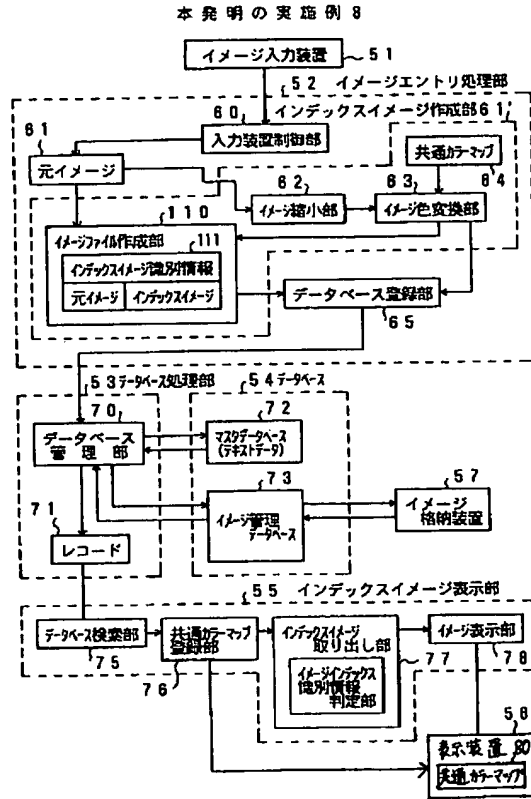 本発明の実施例8
イメージ入力装置
51
52
イメージエントリ処理部
60
インデックスイメージ作成部61'
61
入力装置制御部
共通カラーマップ
64
元イメージ
62
63
イメージ縮小部
イメージ色変換部
110
イメージファイル作成部
111
インデックスイメージ識別情報
元イメージ
インデックスイメージ
データベース登録部
65
53データベース処理部
54データベース
70
72
データベース
管理部
マスタデータベース
(テキストデータ)
73
57
71
イメージ管理
データベース
イメージ
格納装置
レコード
55
インデックスイメージ表示部
データベース検索部
75
共通カラーマップ
登録部
76
インデックスイメージ
取り出し部
イメージインデックス
識別情報
判定部
77
イメージ表示部
78
58
表示装置
80
共通カラーマップ